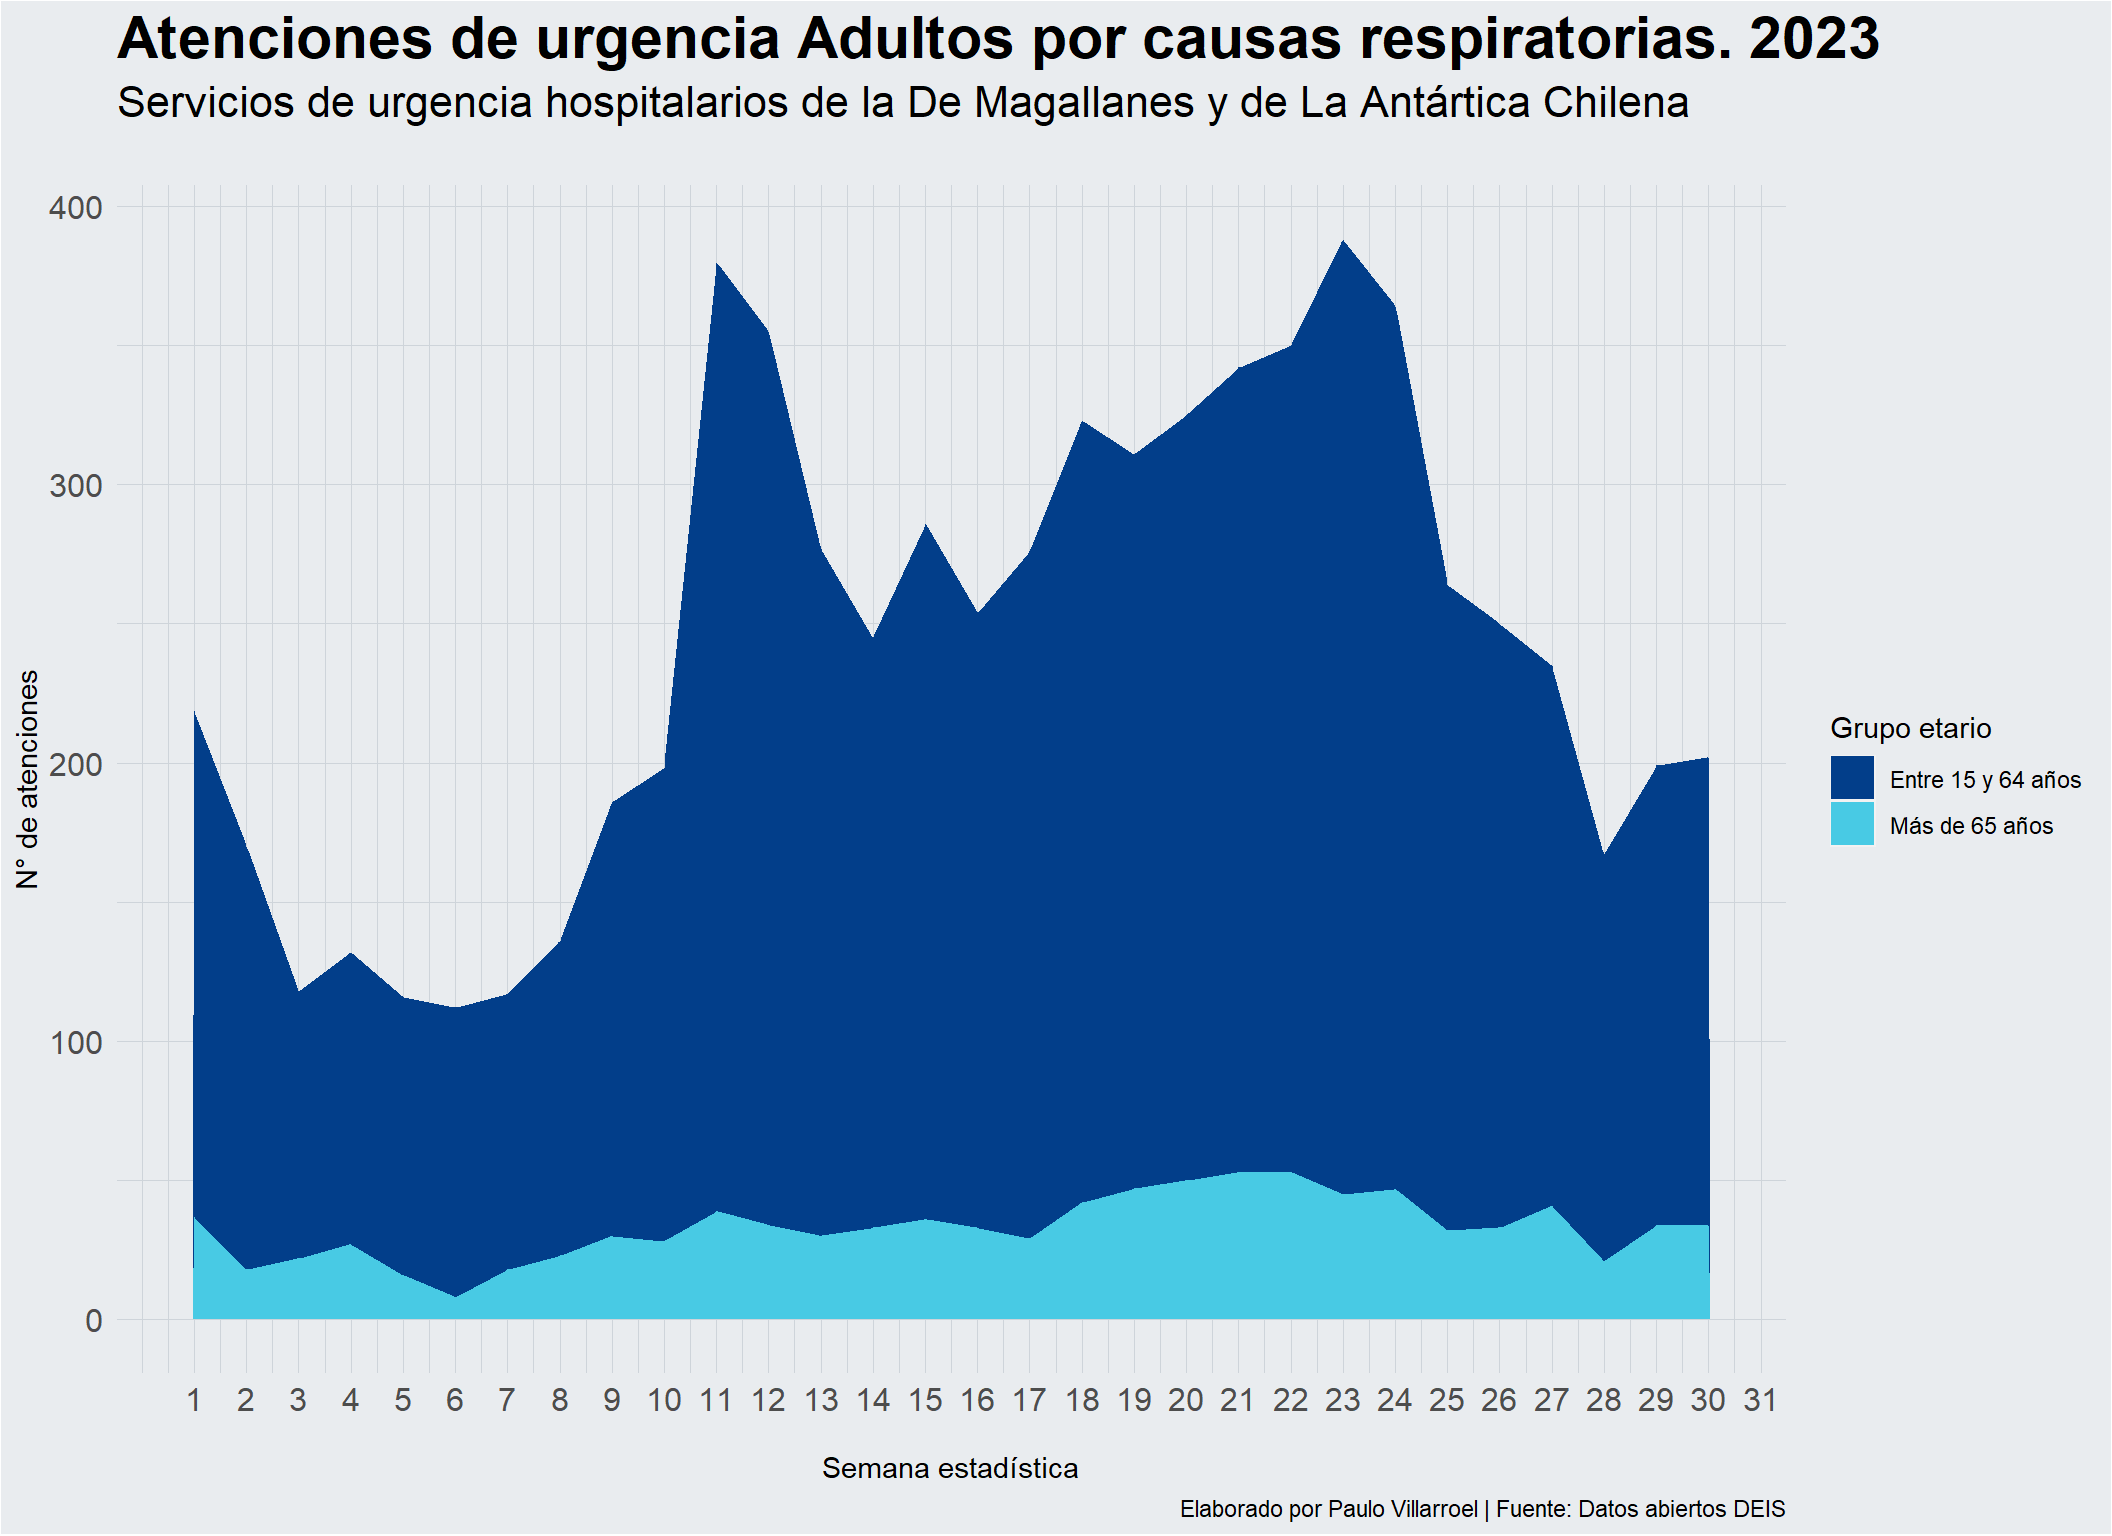 Atenciones de urgencia Adultos por causas respiratorias. 2023
Servicios de urgencia hospitalarios de la De Magallanes y de La Antártica Chilena
400
300
200
100
0
N° de atenciones
1 2 3 4 5 6 7 8 9 10 11 12 13 14 15 16 17 18 19 20 21 22 23 24 25 26 27 28 29 30 31
Semana estadística
Grupo etario
Entre 15 y 64 años
Más de 65 años
Elaborado por Paulo Villarroel | Fuente: Datos abiertos DEIS